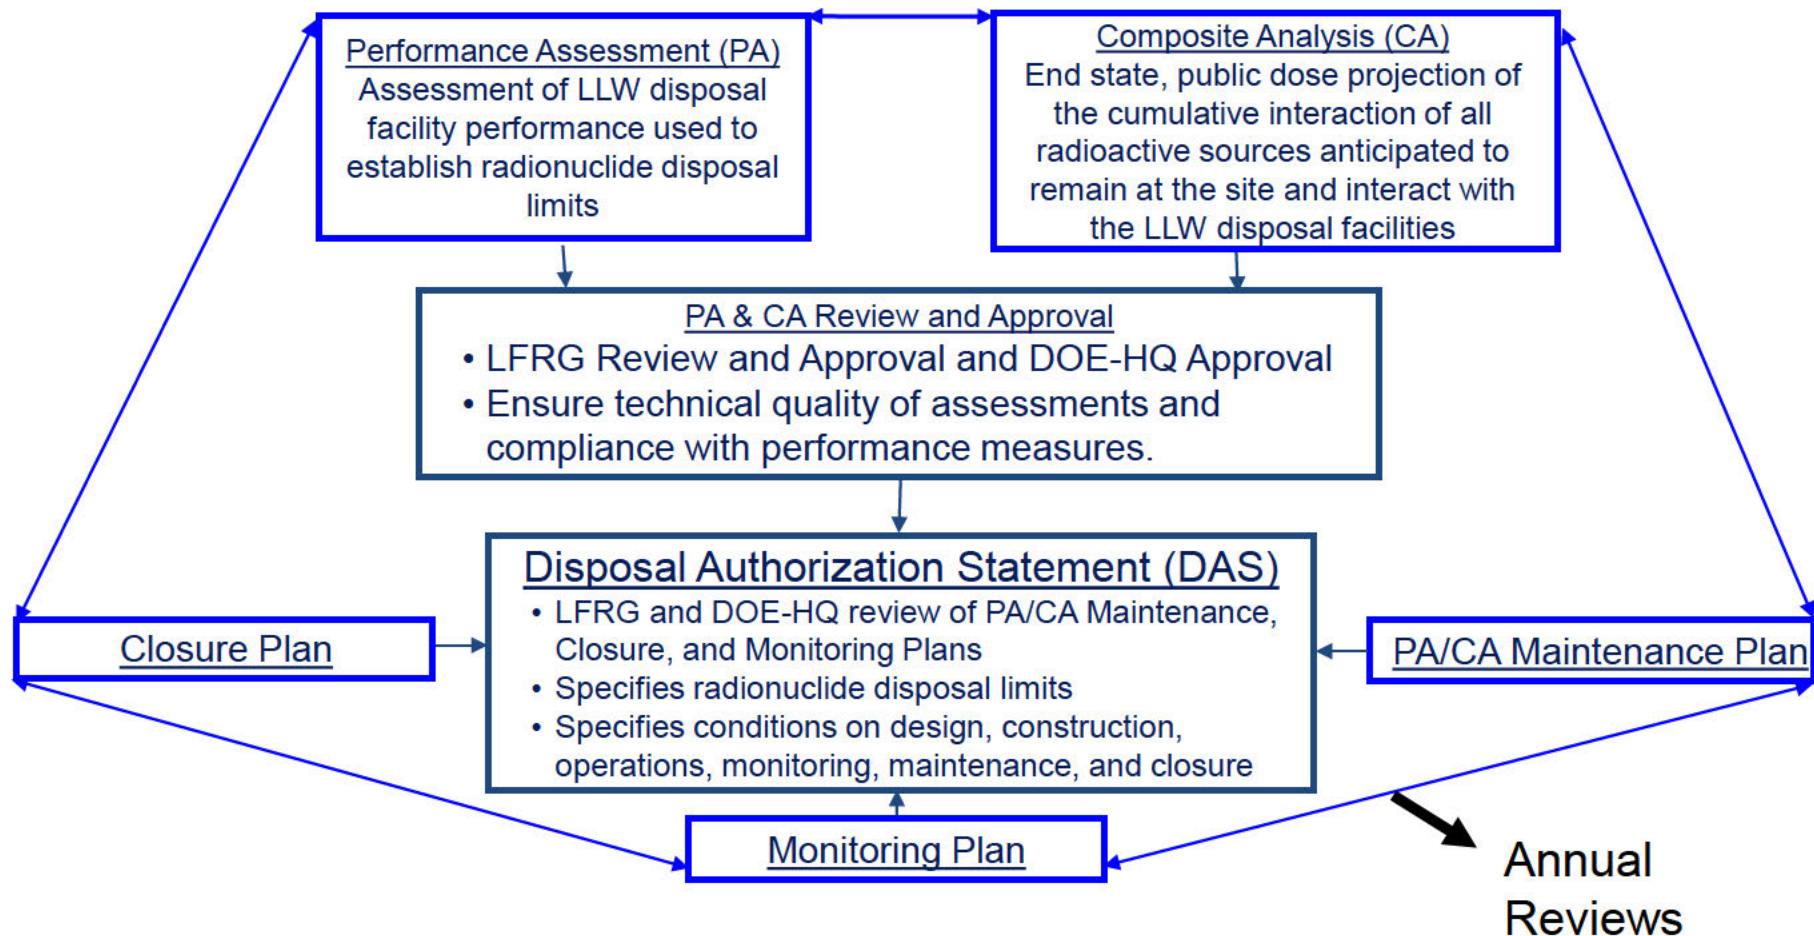 Performance Assessment (PA)
Assessment of LLW disposal
facility performance used to
establish radionuclide disposal
limits
Composite Analysis (CA)
End state, public dose projection of
the cumulative interaction of all
radioactive sources anticipated to
remain at the site and interact with
the LLW disposal facilities
PA & CA Review and Approval
• LFRG Review and Approval and DOE-HQ Approval
• Ensure technical quality of assessments and
compliance with performance measures.
Disposal Authorization Statement (DAS)
• LFRG and DOE-HQ review of PA/CA Maintenance,
Closure, and Monitoring Plans
• Specifies radionuclide disposal limits
• Specifies conditions on design, construction,
operations, monitoring, maintenance, and closure
Closure Plan
PA/CA Maintenance Plan
Monitoring Plan
Annual
Reviews